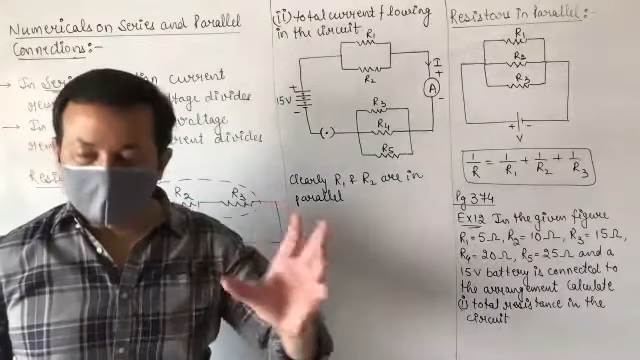 Numericals on Series and Parallel
Connections:-
→ In Series
current
voltage divides
→ In
voltage
current divides
R2
R3
(ii) total current flowing
in the circuit
R1
R2
I
+
A
-
15V
+
-
R3
R4
R5
(•)
Clearly R1 & R2 are in
parallel
Resistors in Parallel:-
R1
R2
R3
+
-
V
1/R = 1/R1 + 1/R2 + 1/R3
Pg 374
Ex12 In the given figure
R1=5Ω, R2=10Ω, R3=15Ω,
R4=20Ω, R5=25Ω and a
15V battery is connected to
the arrangement Calculate
(i) total resistance in the
circuit